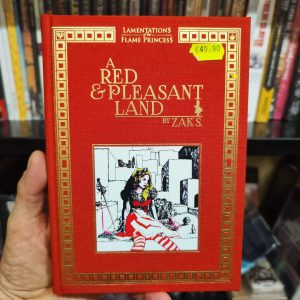 LAMENTATIONS
of the
FLAME PRINCESS
€49,90
A
RED
& PLEASANT
LAND
BY ZAK S.